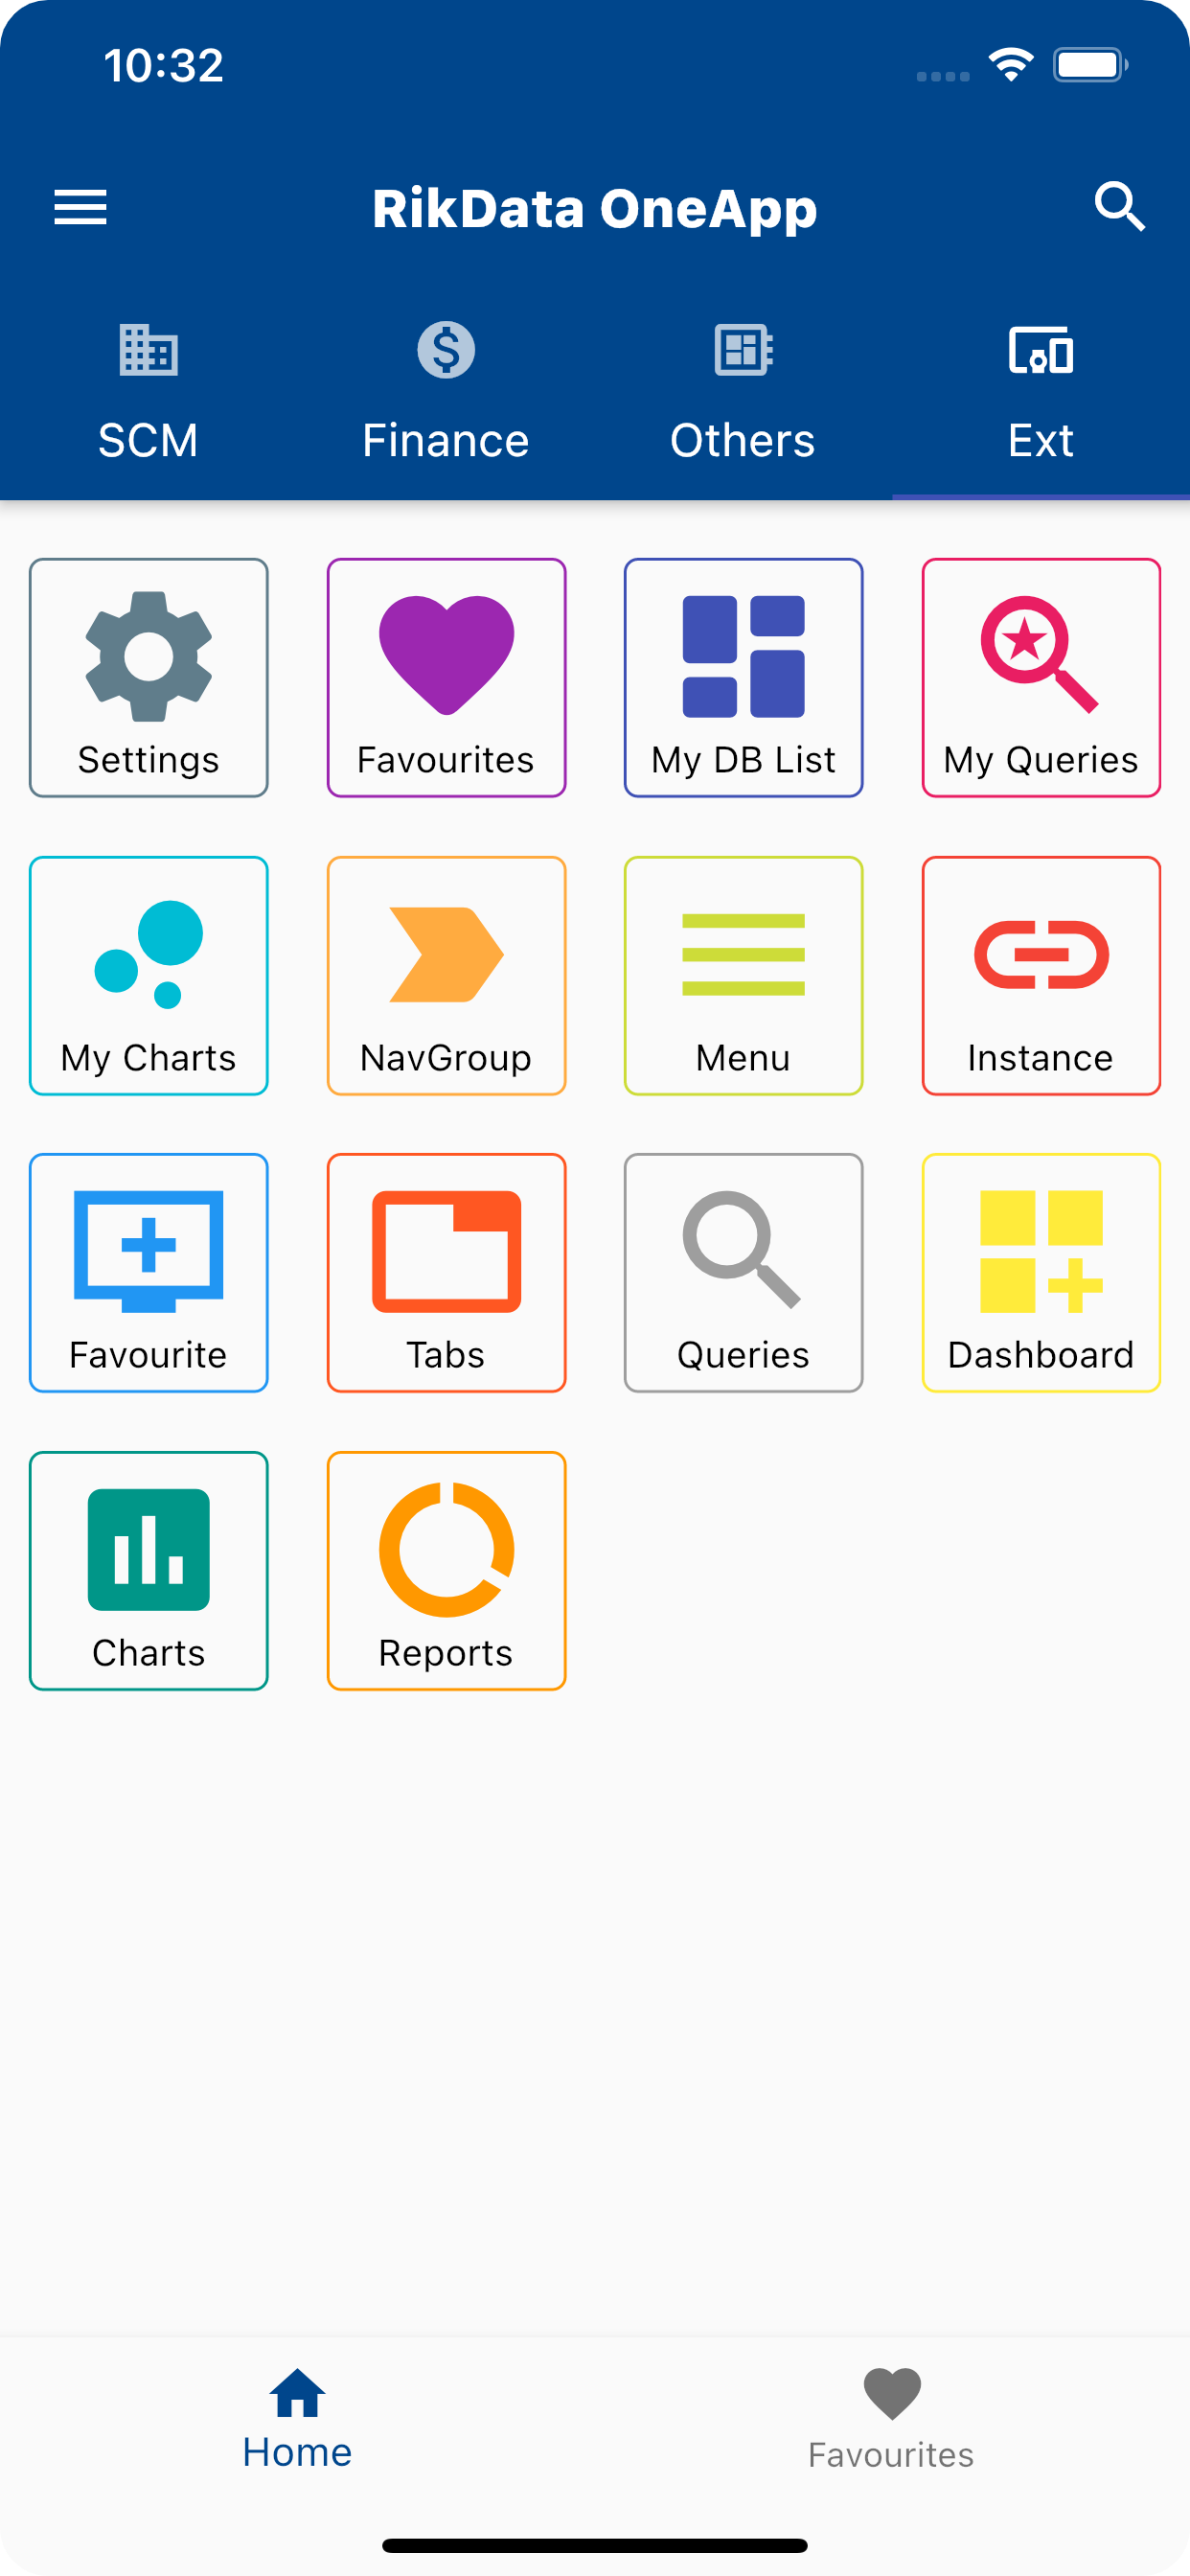 10:32
RikData OneApp
SCM
Finance
Others
Ext
Settings
Favourites
My DB List
My Queries
My Charts
NavGroup
Menu
Instance
Favourite
Tabs
Queries
Dashboard
Charts
Reports
Home
Favourites